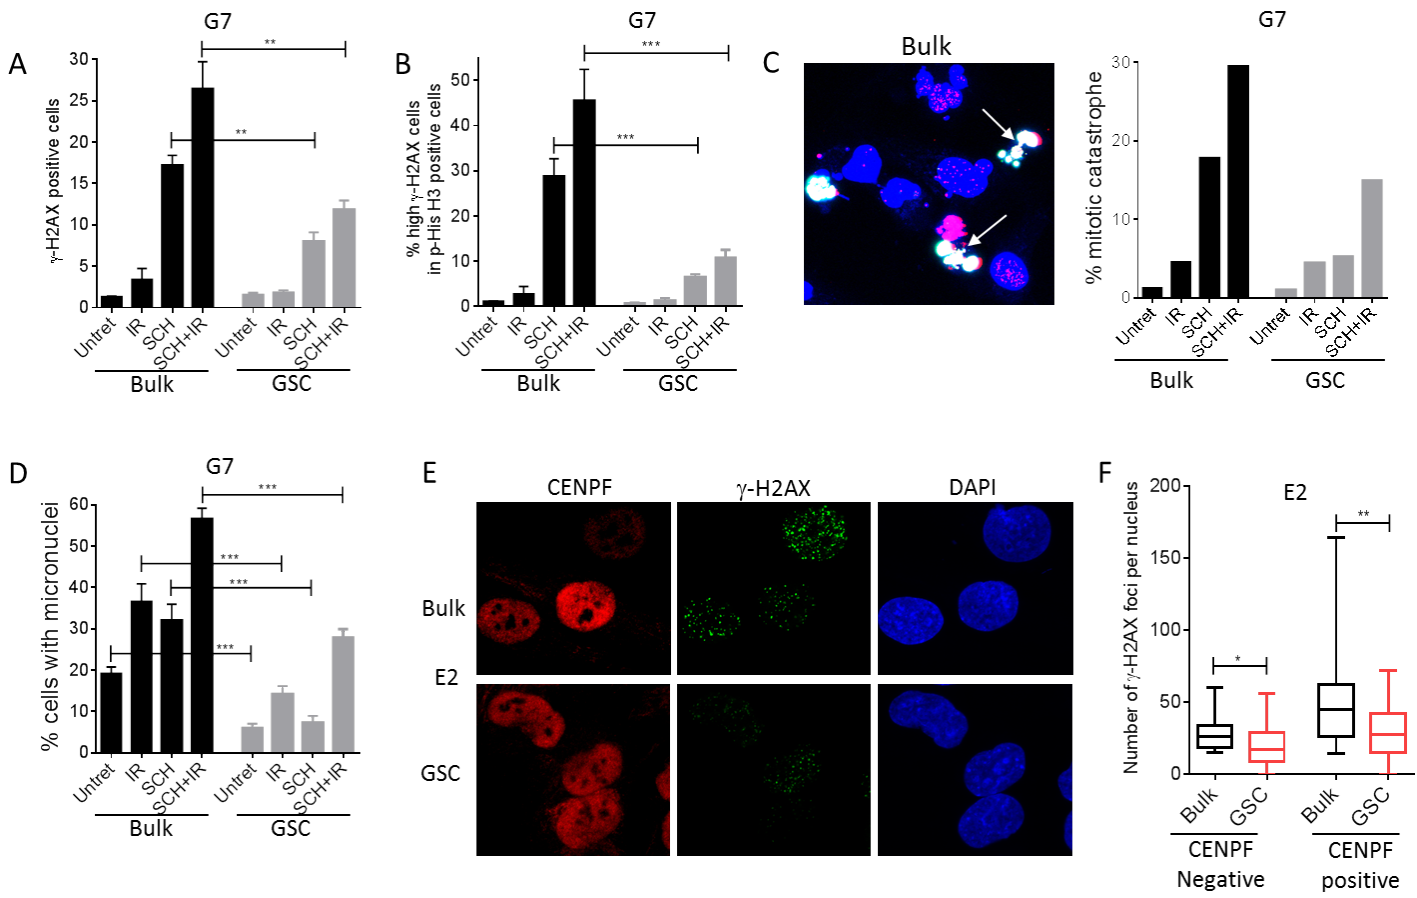 A
G7
γ-H2AX positive cells
30
25
20
15
10
5
0
**
**
Untret
IR
SCH
SCH+IR
Untret
IR
SCH
SCH+IR
Bulk
GSC
B
G7
% high γ-H2AX cells
in p-His H3 positive cells
50
40
30
20
10
0
***
***
Untret
IR
SCH
SCH+IR
Untret
IR
SCH
SCH+IR
Bulk
GSC
C
Bulk
G7
% mitotic catastrophe
30
20
10
0
Untret
IR
SCH
SCH+IR
Untret
IR
SCH
SCH+IR
Bulk
GSC
D
G7
% cells with micronuclei
60
50
40
30
20
10
0
***
***
***
***
Untret
IR
SCH
SCH+IR
Untret
IR
SCH
SCH+IR
Bulk
GSC
E
CENPF
γ-H2AX
DAPI
Bulk
E2
GSC
F
E2
Number of γ-H2AX foci per nucleus
200
150
100
50
0
*
**
Bulk
GSC
Bulk
GSC
CENPF
Negative
CENPF
positive